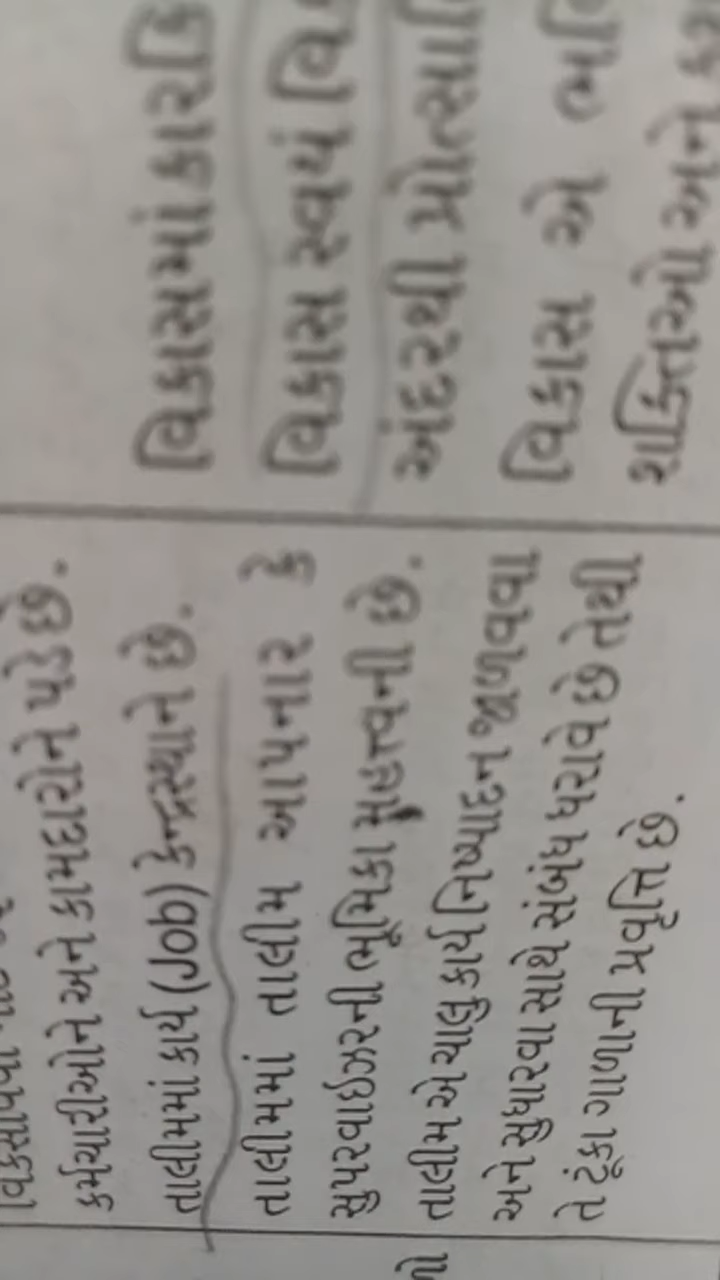 કર્મચારીઓને અને કામદારોને પડે છે.
તાલીમમાં કાર્ય (Job) કેન્દ્રસ્થાને છે.
તાલીમમાં તાલીમ આપનાર કે
સુપરવાઇઝરની ભૂમિકા મહત્ત્વની છે.
તાલીમ એ ચાલુ કાર્ય નિષ્પાદન જાળવવા
અને સુધારવા સાથે સંબંધ ધરાવે છે તેથી
તે ટૂંકા ગાળાની પ્રવૃત્તિ છે.
વિકાસમાં
વિકાસ સ્વયં
અંદરથી
વિકાસ એ
શક્તિઓ અને